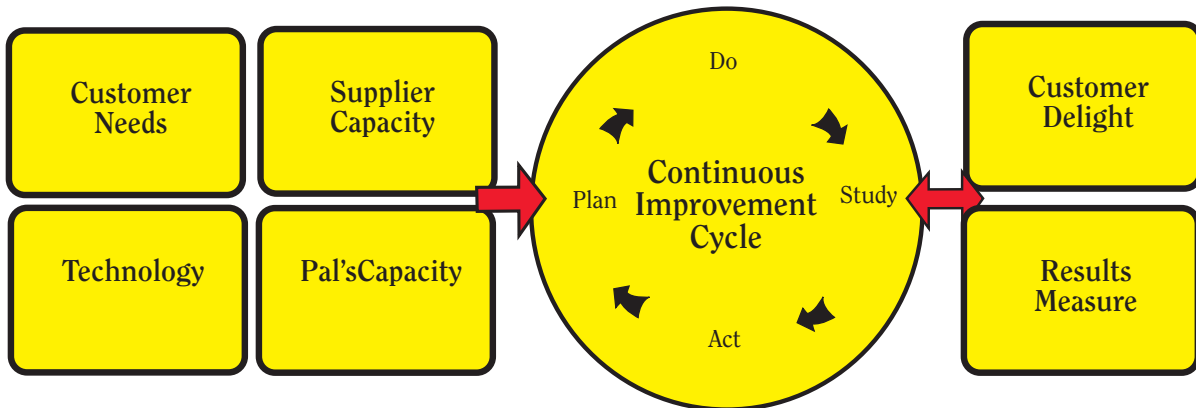 Customer
Needs
Supplier
Capacity
Technology
Pal'sCapacity
Do
Plan
Continuous
Improvement
Cycle
Study
Act
Customer
Delight
Results
Measure